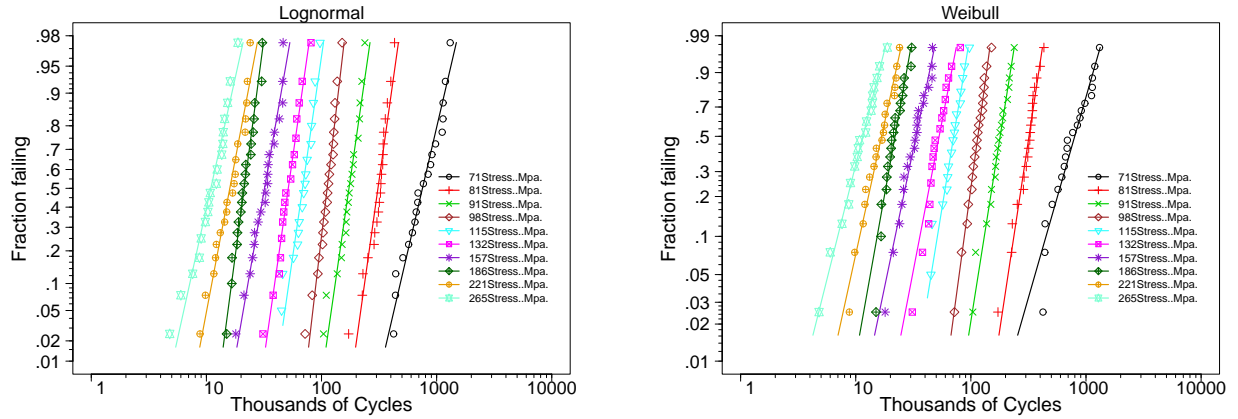 Lognormal
.98
.95
.9
.8
.7
.6
.5
.4
.3
.2
.1
.05
.02
.01
Fraction failing
1
10
100
1000
10000
Thousands of Cycles
71Stress..Mpa.
81Stress..Mpa.
91Stress..Mpa.
98Stress..Mpa.
115Stress..Mpa.
132Stress..Mpa.
157Stress..Mpa.
186Stress..Mpa.
221Stress..Mpa.
265Stress..Mpa.
Weibull
.99
.9
.7
.5
.3
.2
.1
.05
.03
.02
.01
Fraction failing
1
10
100
1000
10000
Thousands of Cycles
71Stress..Mpa.
81Stress..Mpa.
91Stress..Mpa.
98Stress..Mpa.
115Stress..Mpa.
132Stress..Mpa.
157Stress..Mpa.
186Stress..Mpa.
221Stress..Mpa.
265Stress..Mpa.